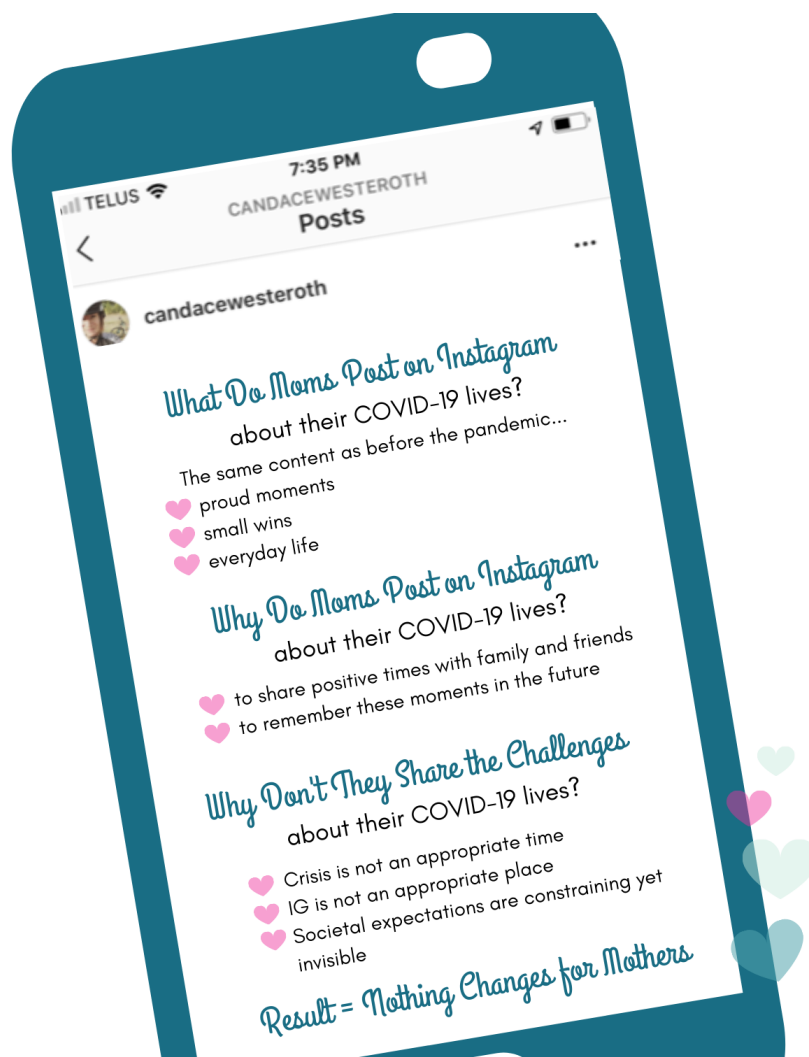 TELUS 7:35 PM
CANDACEWESTEROTH
Posts
candacewesteroth
What Do Moms Post on Instagram
about their COVID-19 lives?
The same content as before the pandemic...
proud moments
small wins
everyday life
Why Do Moms Post on Instagram
about their COVID-19 lives?
to share positive times with family and friends
to remember these moments in the future
Why Don't They Share the Challenges
about their COVID-19 lives?
Crisis is not an appropriate time
IG is not an appropriate place
Societal expectations are constraining yet
invisible
Result = Nothing Changes for Mothers